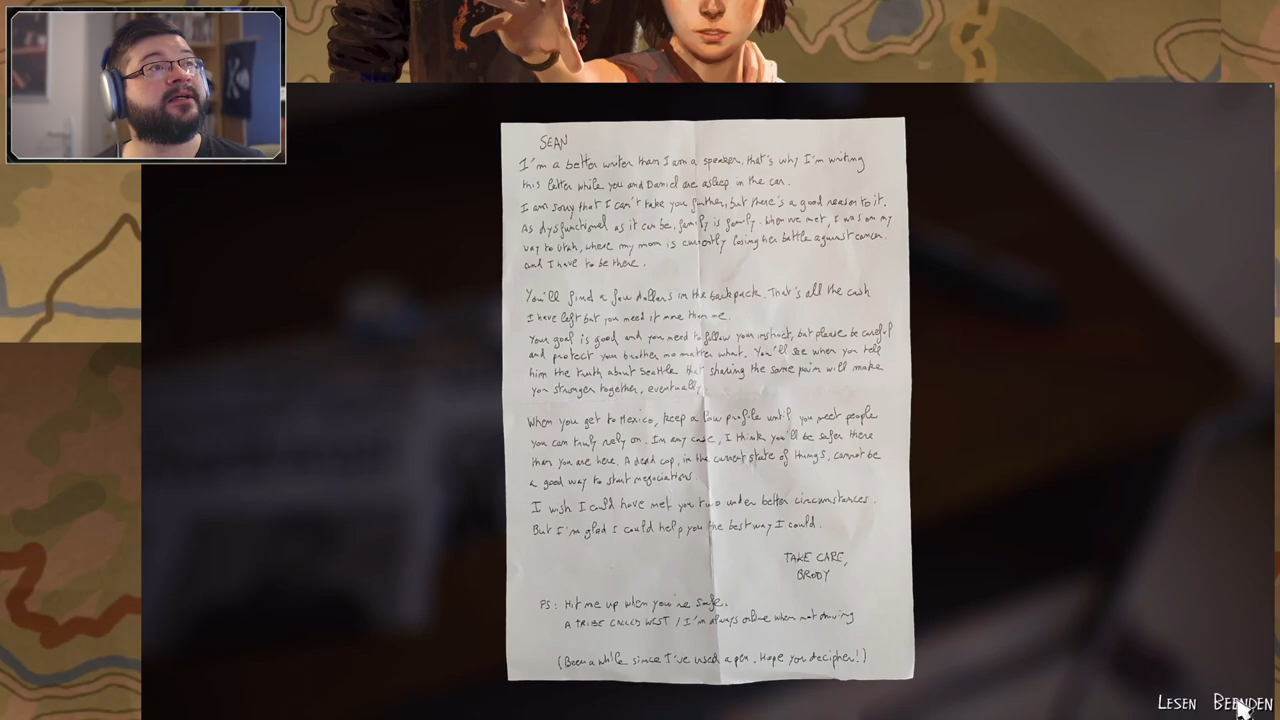 SEAN
I'm a better writer than I am a speaker, that's why I'm writing
this letter while you and Daniel are asleep in the car.
I am sorry that I can't take you further, but there's a good reason to it.
As dysfunctional as it can be, family is family. When we met, I was on my
way to Utah, where my mom is currently losing her battle against cancer.
and I have to be there.
You'll find a few dollars in the backpack. That's all the cash
I have left but you need it more than me.
Your goal is good and you need to follow your instinct, but please be careful
and protect your brother no matter what. You'll see when you tell
him the truth about Seattle that sharing the same pain will make
you stronger together, eventually.
When you get to Mexico, keep a low profile until you meet people
you can truly rely on. In any case, I think you'll be safer there
than you are here. A dead cop, in the current state of things, cannot be
a good way to start negociations.
I wish I could have met you two under better circumstances.
But I'm glad I could help you the best way I could.
TAKE CARE,
BRODY
PS: Hit me up when you're safe.
A TRIBE CALLED WEST / I'm always online when not driving
(Been a while since I've used a pen. Hope you decipher!)
LESEN BEENDEN